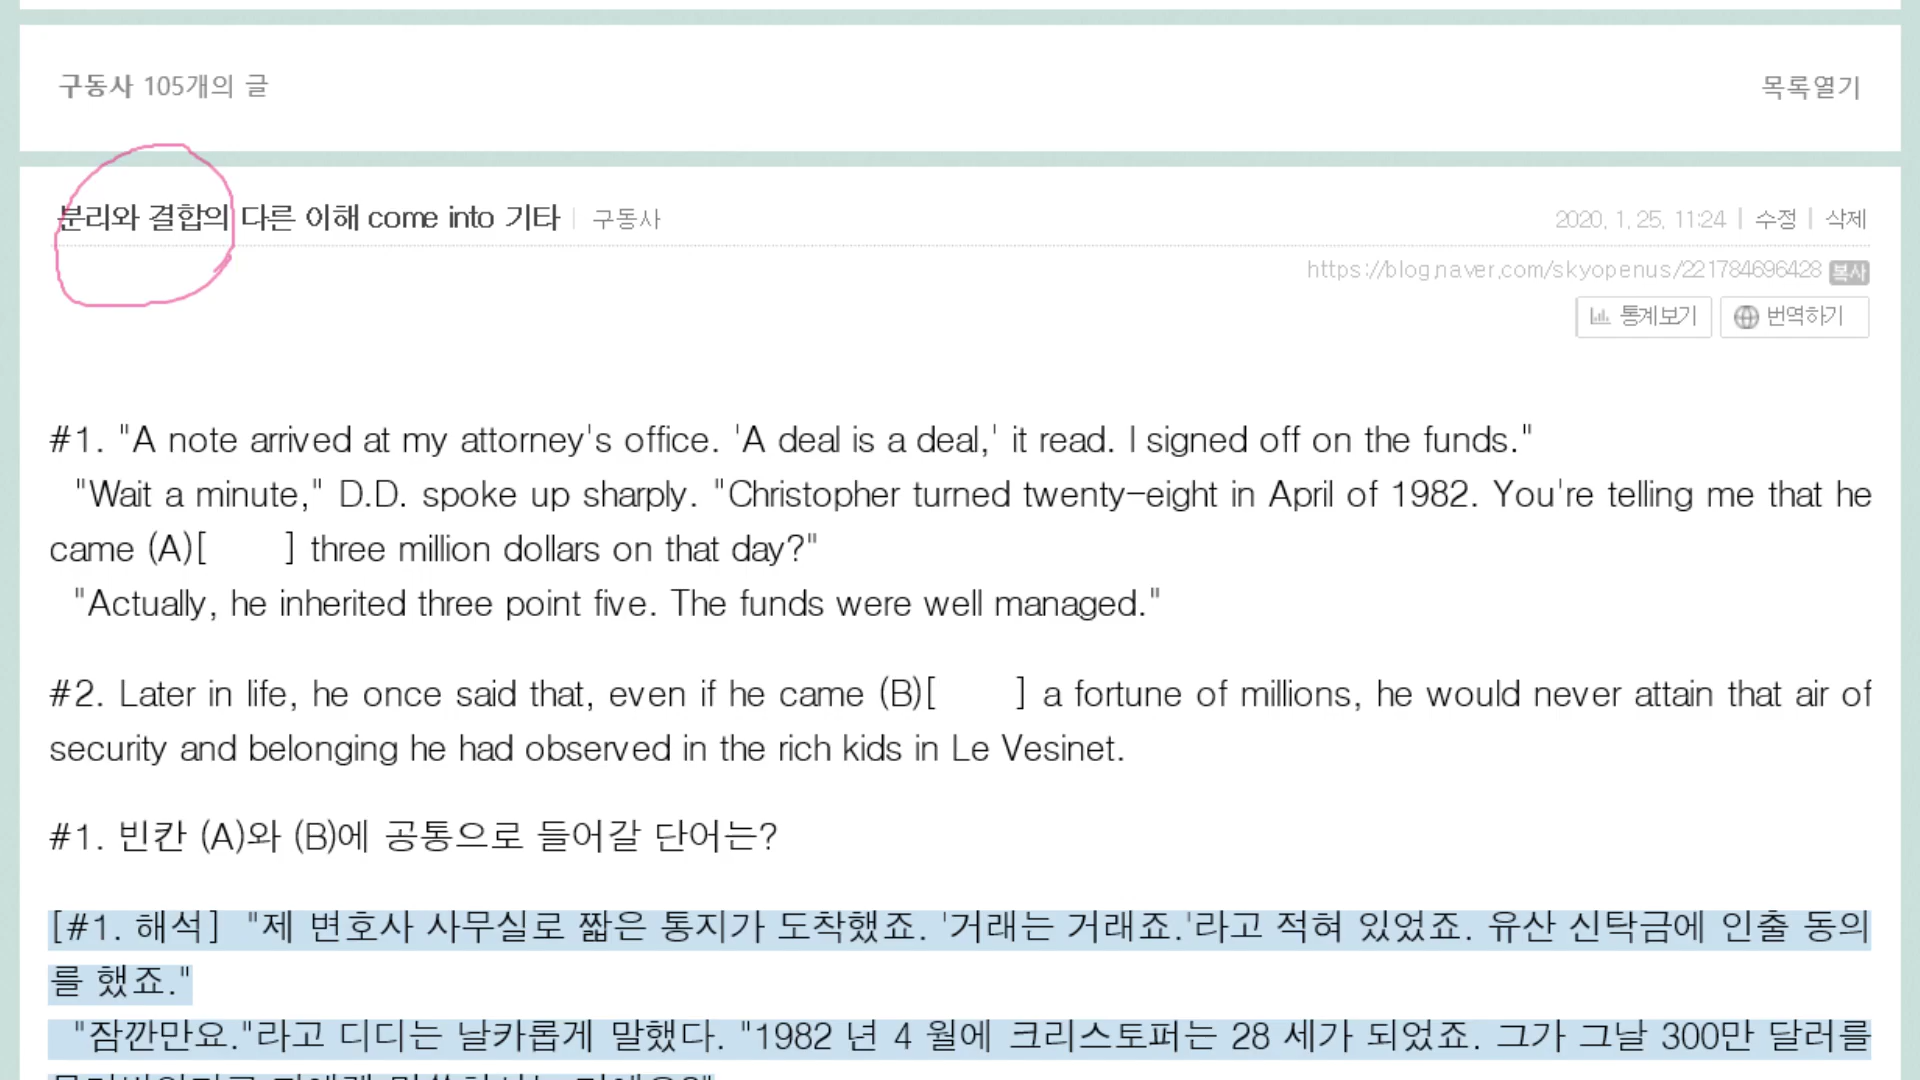 구동사 105개의 글
목록열기
분리와 결합의 다른 이해 come into 기타 | 구동사
2020. 1. 25. 11:24 | 수정 | 삭제
https://blog.naver.com/skyopenus/221784696428 복사
통계보기 번역하기
#1. "A note arrived at my attorney's office. 'A deal is a deal,' it read. I signed off on the funds."
"Wait a minute," D.D. spoke up sharply. "Christopher turned twenty-eight in April of 1982. You're telling me that he
came (A)[ ] three million dollars on that day?"
"Actually, he inherited three point five. The funds were well managed."
#2. Later in life, he once said that, even if he came (B)[ ] a fortune of millions, he would never attain that air of
security and belonging he had observed in the rich kids in Le Vesinet.
#1. 빈칸 (A)와 (B)에 공통으로 들어갈 단어는?
[#1. 해석] "제 변호사 사무실로 짧은 통지가 도착했죠. '거래는 거래죠.'라고 적혀 있었죠. 유산 신탁금에 인출 동의
를 했죠."
"잠깐만요."라고 디디는 날카롭게 말했다. "1982 년 4 월에 크리스토퍼는 28 세가 되었죠. 그가 그날 300만 달러를